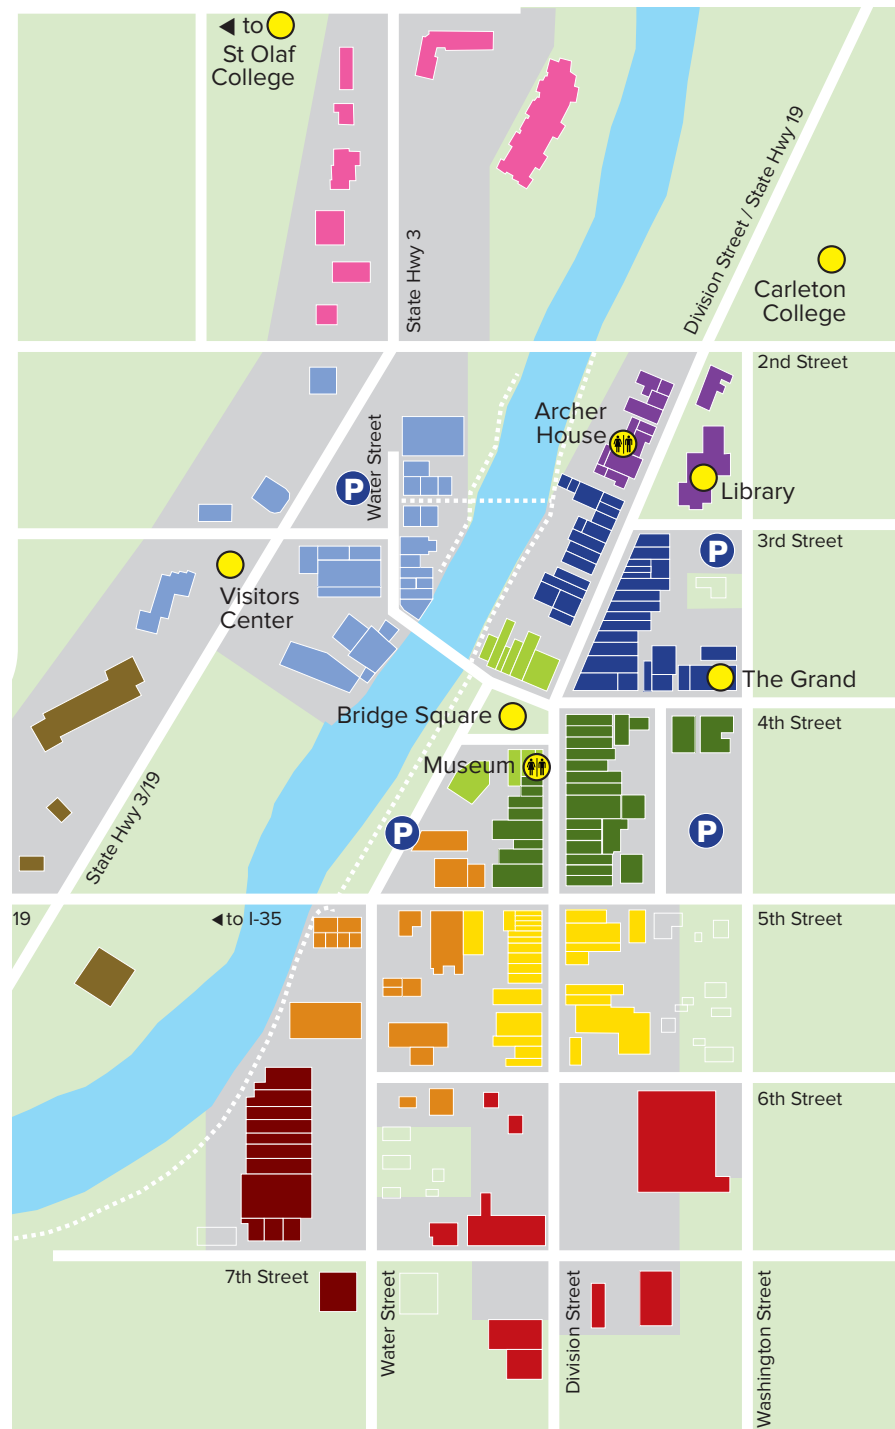 ◀ to
St Olaf
College
State Hwy 3
Division Street / State Hwy 19
Carleton
College
2nd Street
Archer
House
Water Street
P
Library
3rd Street
P
Visitors
Center
The Grand
Bridge Square
4th Street
Museum
State Hwy 3/19
P
P
19
◀ to I-35
5th Street
6th Street
7th Street
Water Street
Division Street
Washington Street